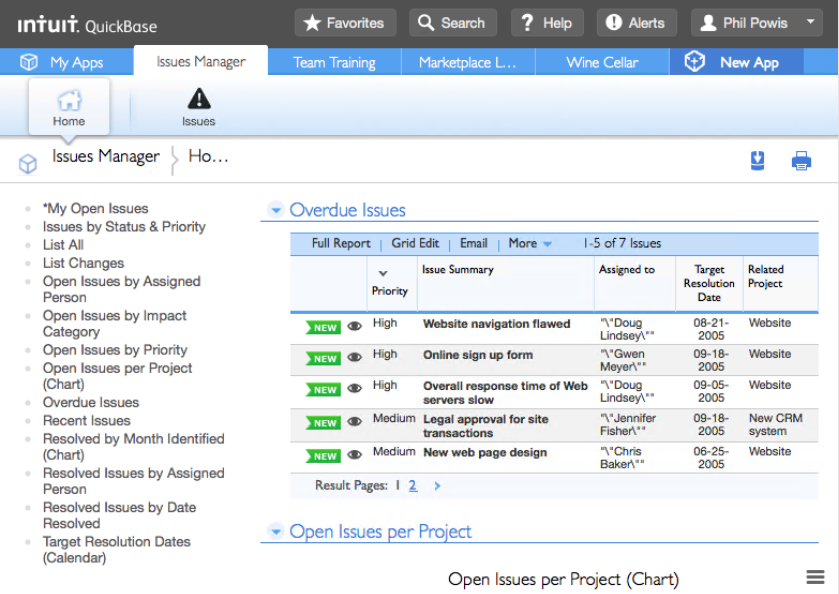 intuit. QuickBase
Favorites
Search
Help
Alerts
Phil Powis
My Apps
Issues Manager
Team Training
Marketplace L...
Wine Cellar
New App
Home
Issues
Issues Manager
Ho...
*My Open Issues
Issues by Status & Priority
List All
List Changes
Open Issues by Assigned
Person
Open Issues by Impact
Category
Open Issues by Priority
Open Issues per Project
(Chart)
Overdue Issues
Recent Issues
Resolved by Month Identified
(Chart)
Resolved Issues by Assigned
Person
Resolved Issues by Date
Resolved
Target Resolution Dates
(Calendar)
Overdue Issues
Full Report | Grid Edit | Email | More 1-5 of 7 Issues
Priority
Issue Summary
Assigned to
Target
Resolution
Date
Related
Project
NEW High Website navigation flawed "\"Doug 08-21- Website
Lindsey\"" 2005
NEW High Online sign up form "\"Gwen 09-18- Website
Meyer\"" 2005
NEW High Overall response time of Web "\"Doug 09-05- Website
servers slow Lindsey\"" 2005
NEW Medium Legal approval for site "\"Jennifer 09-18- New CRM
transactions Fisher\"" 2005 system
NEW Medium New web page design "\"Chris 06-25- Website
Baker\"" 2005
Result Pages: 1 2 >
Open Issues per Project
Open Issues per Project (Chart)